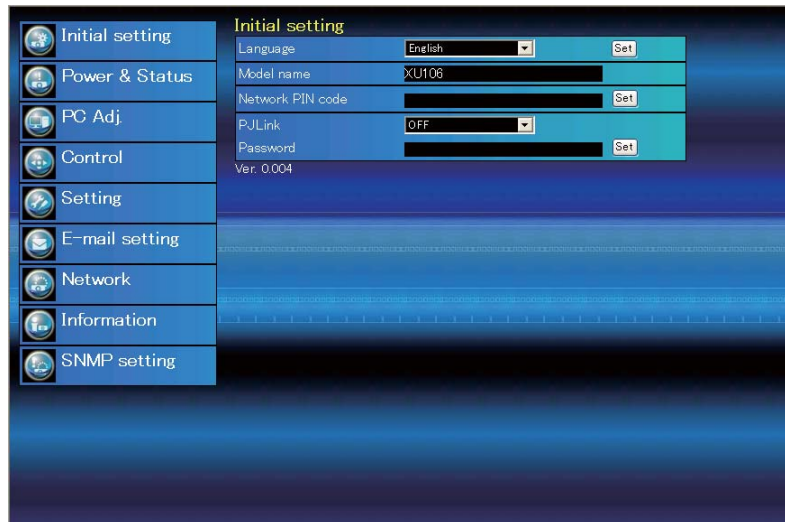 Initial setting
Power & Status
PC Adj.
Control
Setting
E-mail setting
Network
Information
SNMP setting
Initial setting
Language English Set
Model name XU106
Network PIN code Set
PJLink OFF
Password Set
Ver. 0.004